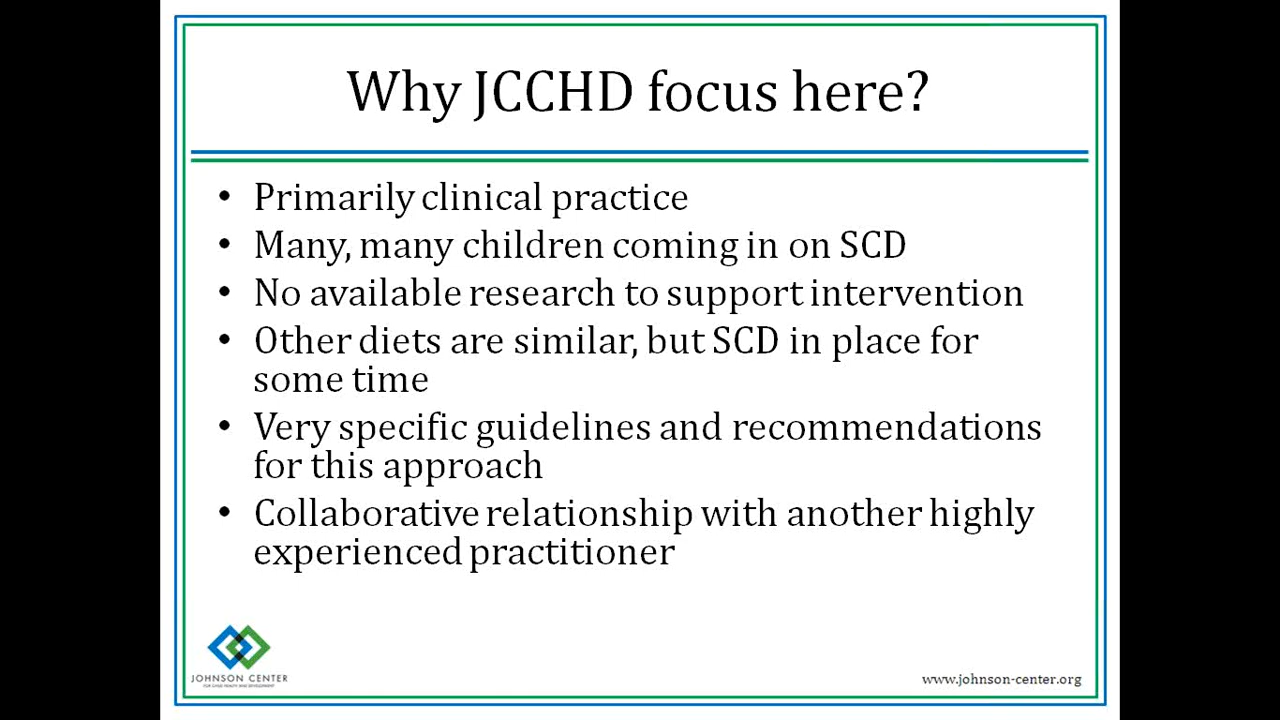 Why JCCHD focus here?
• Primarily clinical practice
• Many, many children coming in on SCD
• No available research to support intervention
• Other diets are similar, but SCD in place for
some time
• Very specific guidelines and recommendations
for this approach
• Collaborative relationship with another highly
experienced practitioner
JOHNSON CENTER
FOR CHILD HEALTH AND DEVELOPMENT
www.johnson-center.org